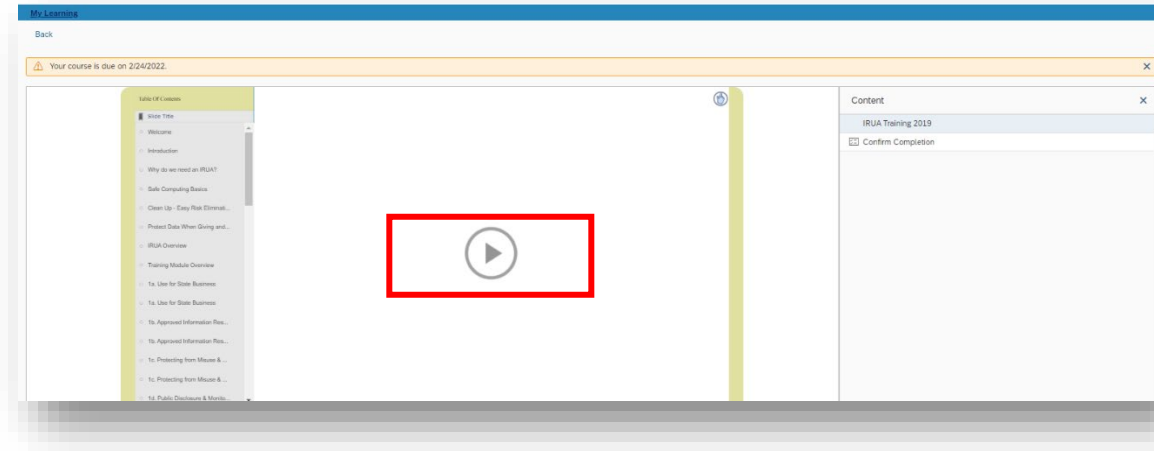 My Learning
Back
Your course is due on 2/24/2022.
Table Of Contents
Slide Title
Welcome
Introduction
Why do we need an IRUA?
Safe Computing Basics
Clean Up - Easy Risk Eliminati...
Protect Data When Giving and...
IRUA Overview
Training Module Overview
1a. Use for State Business
1a. Use for State Business
1b. Approved Information Res...
1b. Approved Information Res...
1c. Protecting from Misuse & ...
1c. Protecting from Misuse & ...
1d. Public Disclosure & Monito...
Content
IRUA Training 2019
Confirm Completion